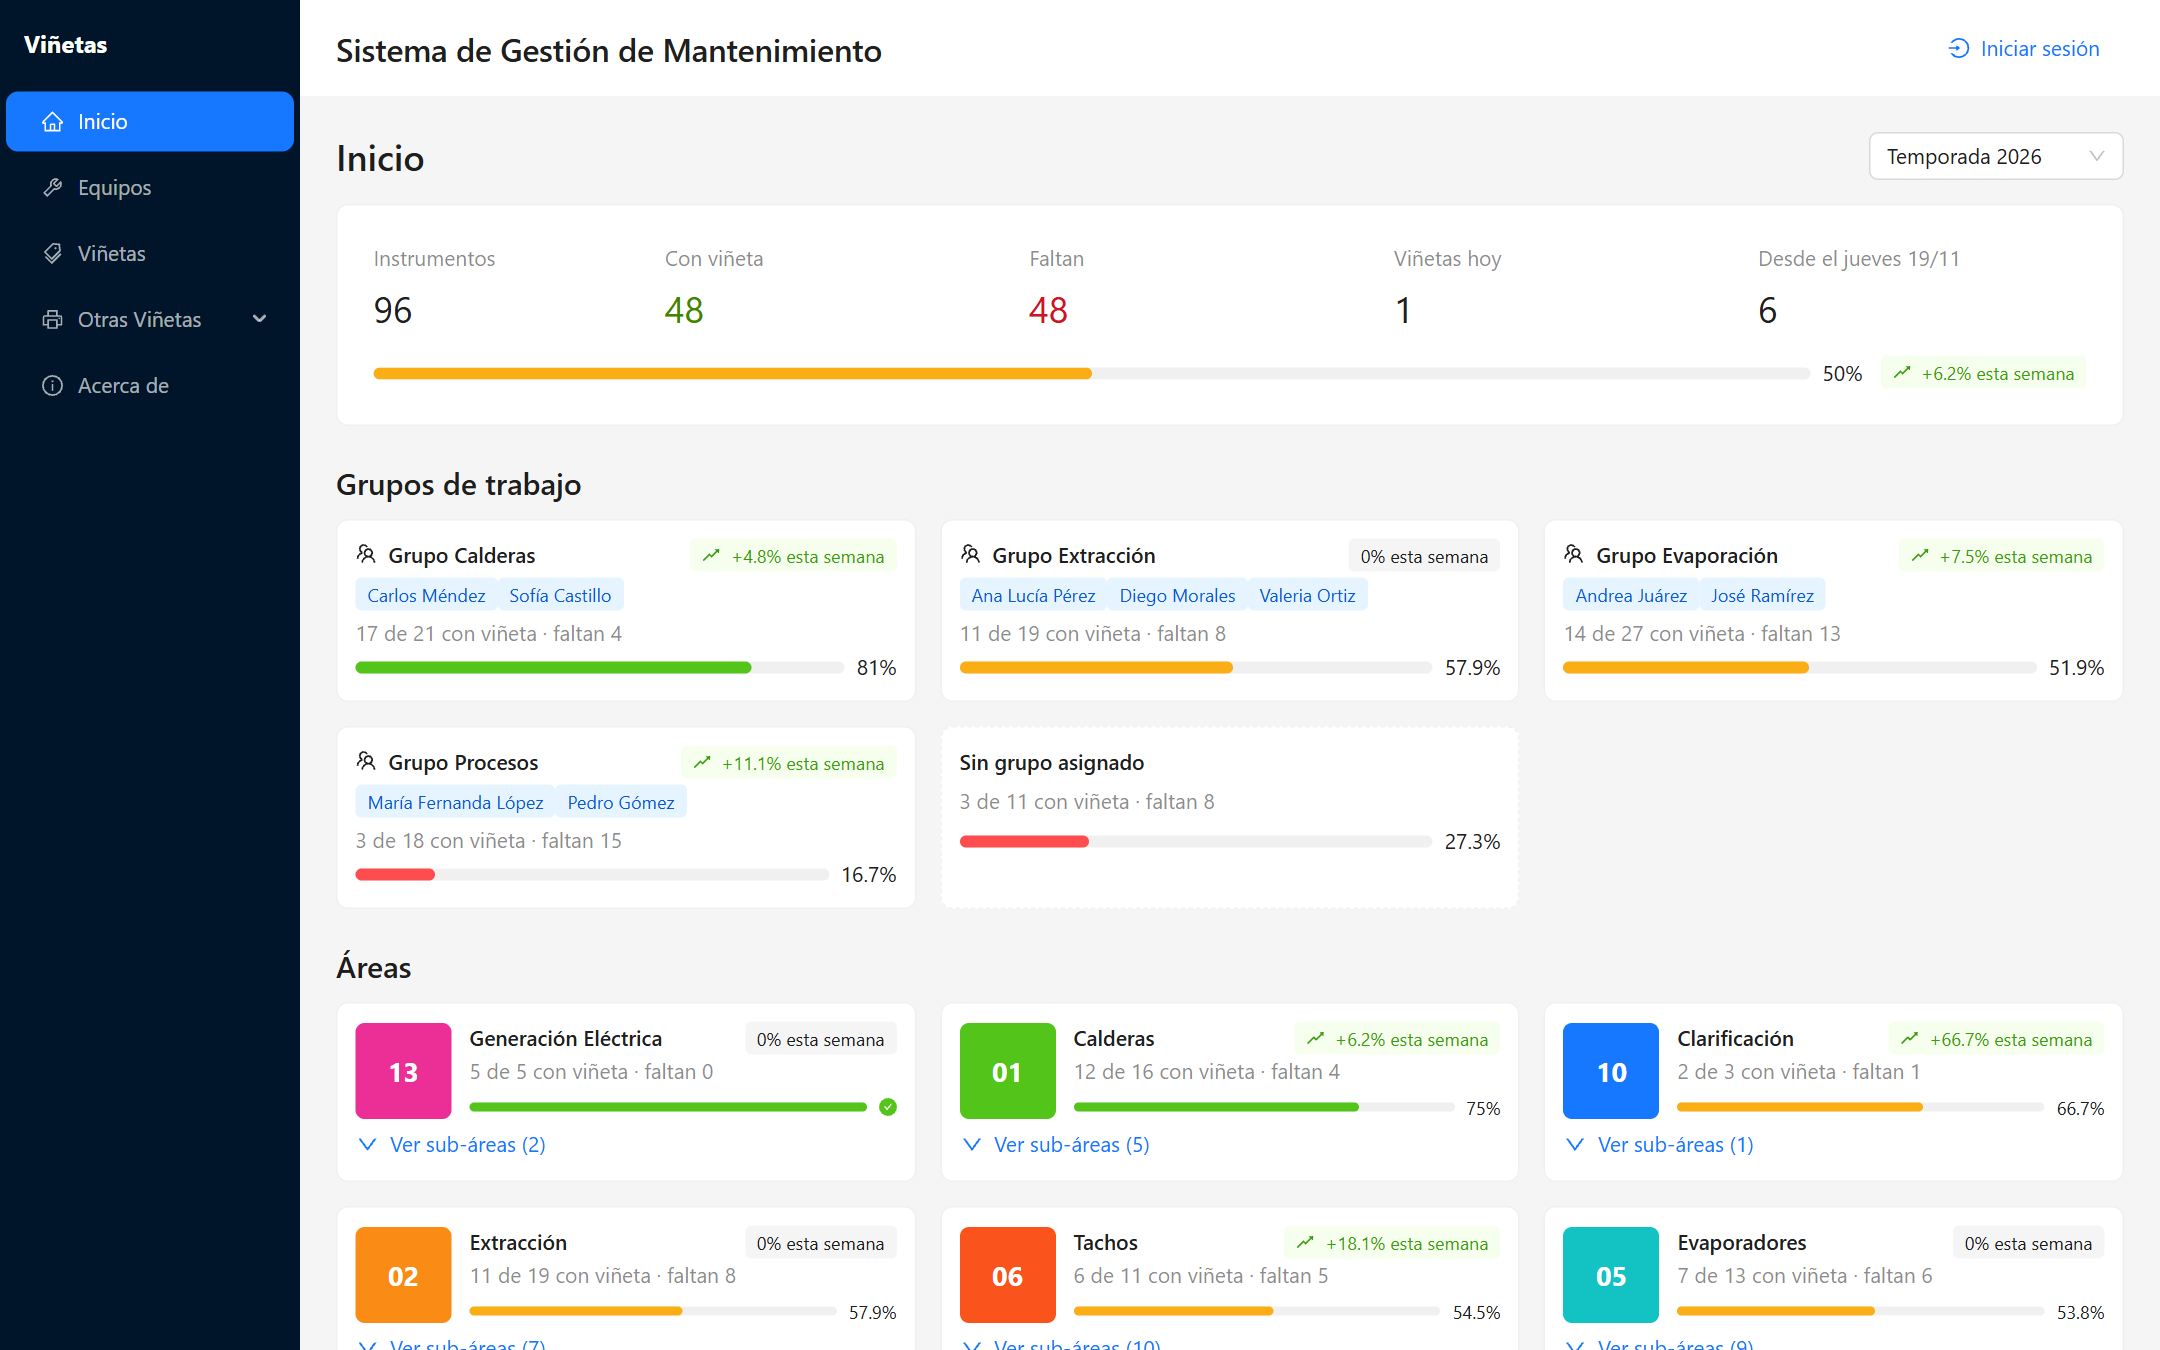 Viñetas
Inicio
Equipos
Viñetas
Otras Viñetas
Acerca de
Sistema de Gestión de Mantenimiento
Iniciar sesión
Inicio
Temporada 2026
Instrumentos
96
Con viñeta
48
Faltan
48
Viñetas hoy
1
Desde el jueves 19/11
6
50%
+6.2% esta semana
Grupos de trabajo
Grupo Calderas
+4.8% esta semana
Carlos Méndez
Sofía Castillo
17 de 21 con viñeta · faltan 4
81%
Grupo Extracción
0% esta semana
Ana Lucía Pérez
Diego Morales
Valeria Ortiz
11 de 19 con viñeta · faltan 8
57.9%
Grupo Evaporación
+7.5% esta semana
Andrea Juárez
José Ramírez
14 de 27 con viñeta · faltan 13
51.9%
Grupo Procesos
+11.1% esta semana
María Fernanda López
Pedro Gómez
3 de 18 con viñeta · faltan 15
16.7%
Sin grupo asignado
3 de 11 con viñeta · faltan 8
27.3%
Áreas
13
Generación Eléctrica
0% esta semana
5 de 5 con viñeta · faltan 0
Ver sub-áreas (2)
01
Calderas
+6.2% esta semana
12 de 16 con viñeta · faltan 4
75%
Ver sub-áreas (5)
10
Clarificación
+66.7% esta semana
2 de 3 con viñeta · faltan 1
66.7%
Ver sub-áreas (1)
02
Extracción
0% esta semana
11 de 19 con viñeta · faltan 8
57.9%
Ver sub-áreas (7)
06
Tachos
+18.1% esta semana
6 de 11 con viñeta · faltan 5
54.5%
Ver sub-áreas (10)
05
Evaporadores
0% esta semana
7 de 13 con viñeta · faltan 6
53.8%
Ver sub-áreas (9)